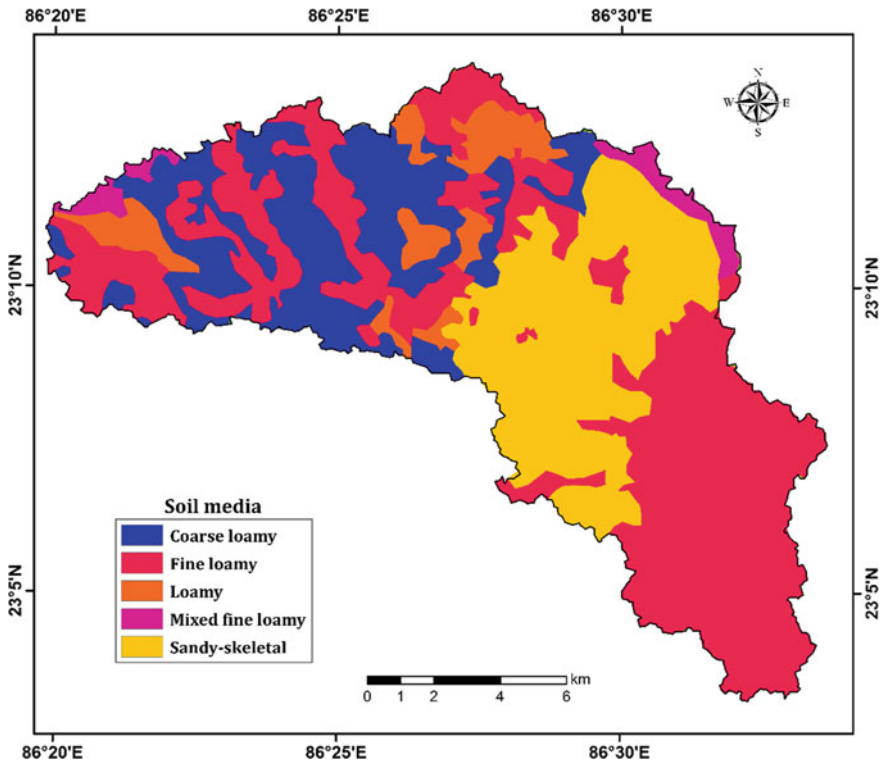 86°20'E 86°25'E 86°30'E
N
W E
S
23°10'N 23°10'N
Soil media
Coarse loamy
Fine loamy
Loamy
Mixed fine loamy
Sandy-skeletal
23°5'N 23°5'N
km
0 1 2 4 6
86°20'E 86°25'E 86°30'E